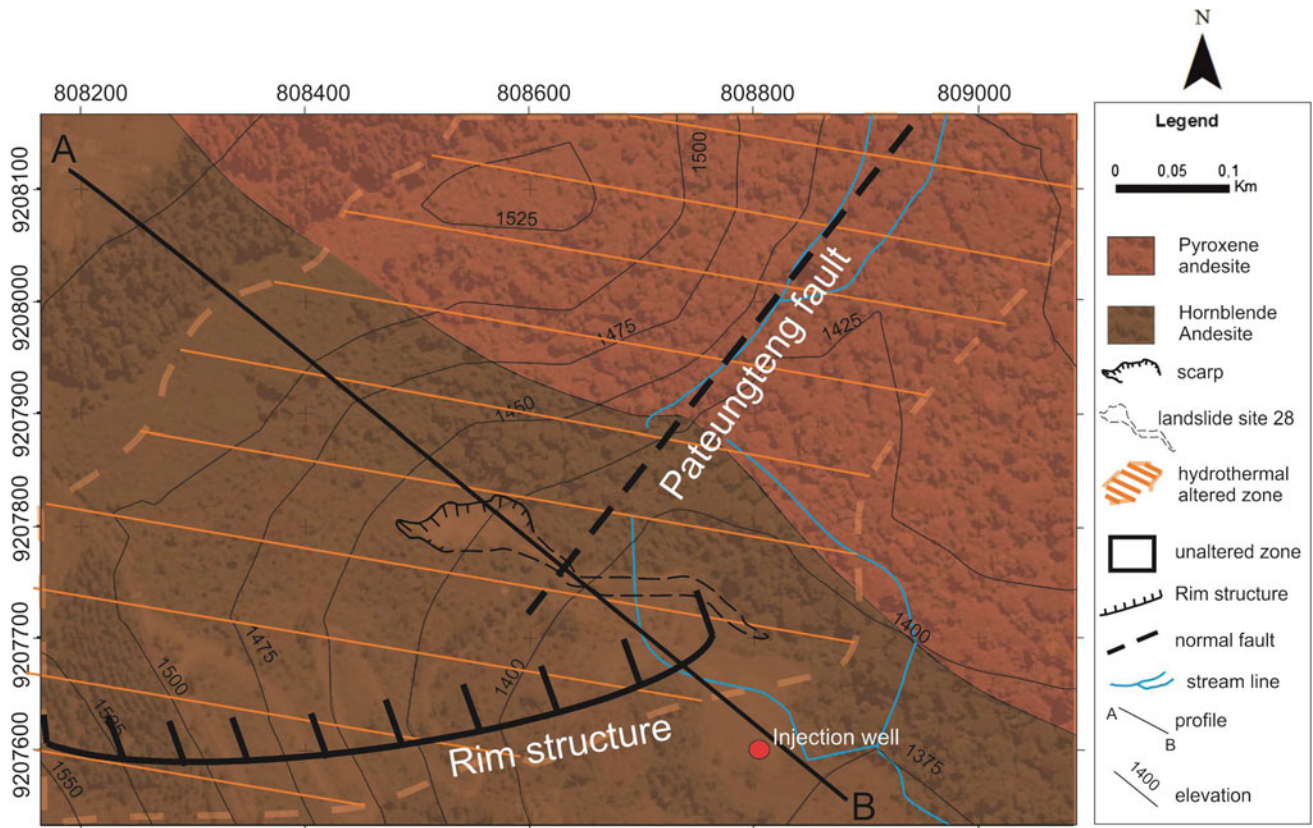 N
808200
808400
808600
808800
809000
9208100
9208000
9207900
9207800
9207700
9207600
A
1500
1525
1475
1425
1450
Pateungteng fault
1475
1500
1525
1550
1400
1400
1375
Rim structure
Injection well
B
Legend
0
0,05
0,1
Km
Pyroxene
andesite
Hornblende
Andesite
scarp
landslide site 28
hydrothermal
altered zone
unaltered zone
Rim structure
normal fault
stream line
A
profile
B
1400
elevation